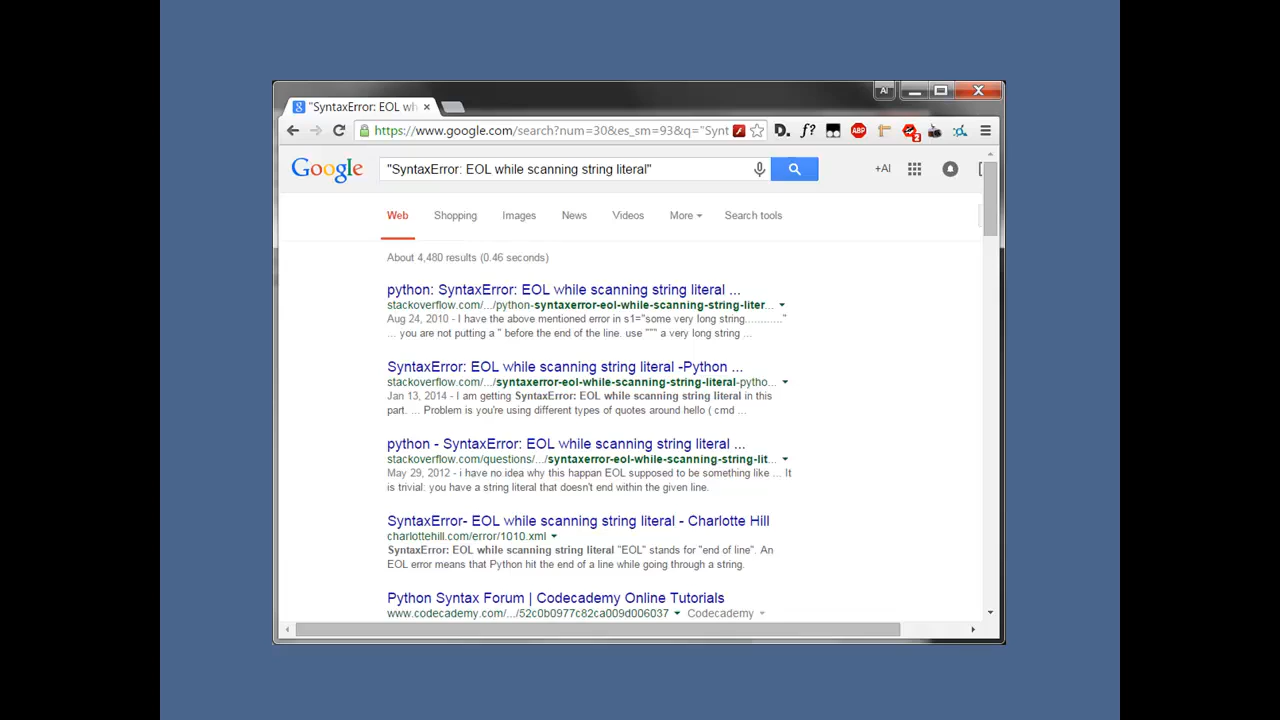 AI
"SyntaxError: EOL wh
https://www.google.com/search?num=30&es_sm=93&q="Synt
D. f? ABP 2
Google
"SyntaxError: EOL while scanning string literal"
+AI
Web Shopping Images News Videos More Search tools
About 4,480 results (0.46 seconds)
python: SyntaxError: EOL while scanning string literal ...
stackoverflow.com/.../python-syntaxerror-eol-while-scanning-string-liter...
Aug 24, 2010 - I have the above mentioned error in s1="some very long string............"
... you are not putting a " before the end of the line. use """ a very long string ...
SyntaxError: EOL while scanning string literal -Python ...
stackoverflow.com/.../syntaxerror-eol-while-scanning-string-literal-pytho...
Jan 13, 2014 - I am getting SyntaxError: EOL while scanning string literal in this
part. ... Problem is you're using different types of quotes around hello ( cmd ...
python - SyntaxError: EOL while scanning string literal ...
stackoverflow.com/questions/.../syntaxerror-eol-while-scanning-string-lit...
May 29, 2012 - i have no idea why this happan EOL supposed to be something like ... It
is trivial: you have a string literal that doesn't end within the given line.
SyntaxError- EOL while scanning string literal - Charlotte Hill
charlottehill.com/error/1010.xml
SyntaxError: EOL while scanning string literal "EOL" stands for "end of line". An
EOL error means that Python hit the end of a line while going through a string.
Python Syntax Forum | Codecademy Online Tutorials
www.codecademy.com/.../52c0b0977c82ca009d006037 Codecademy